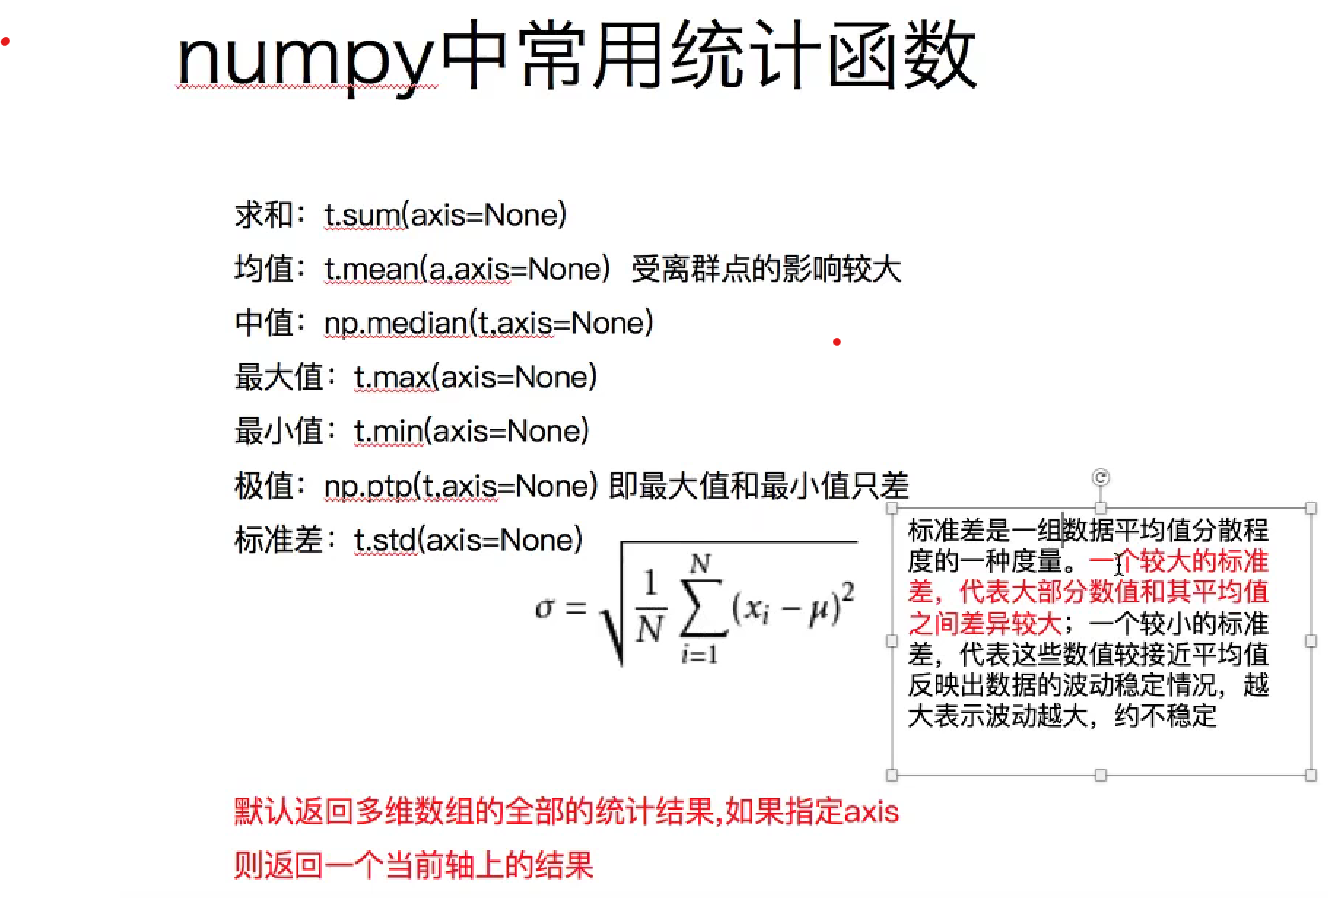 numpy中常用统计函数
求和：t.sum(axis=None)
均值：t.mean(a,axis=None) 受离群点的影响较大
中值：np.median(t,axis=None)
最大值：t.max(axis=None)
最小值：t.min(axis=None)
极值：np.ptp(t,axis=None) 即最大值和最小值只差
标准差：t.std(axis=None)
σ = √(1/N ∑_{i=1}^{N} (x_i − μ)²)
标准差是一组数据平均值分散程
度的一种度量。一个较大的标准
差，代表大部分数值和其平均值
之间差异较大；一个较小的标准
差，代表这些数值较接近平均值
反映出数据的波动稳定情况，越
大表示波动越大，约不稳定
默认返回多维数组的全部的统计结果,如果指定axis
则返回一个当前轴上的结果